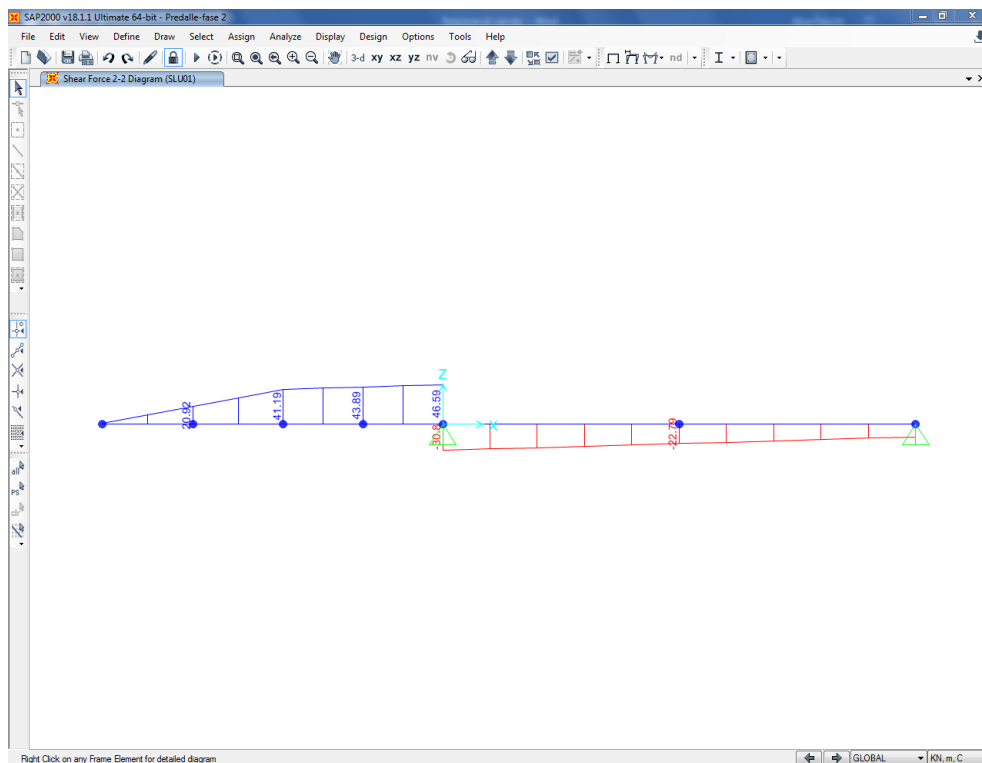 SAP2000 v18.1.1 Ultimate 64-bit - Predalle-fase 2
File Edit View Define Draw Select Assign Analyze Display Design Options Tools Help
3-d xy xz yz nv nd
Shear Force 2-2 Diagram (SLU01)
Z
20.92 41.19 43.89 46.59
X
-30.8 -22.79
all
PS
clr
Right Click on any Frame Element for detailed diagram GLOBAL KN, m, C